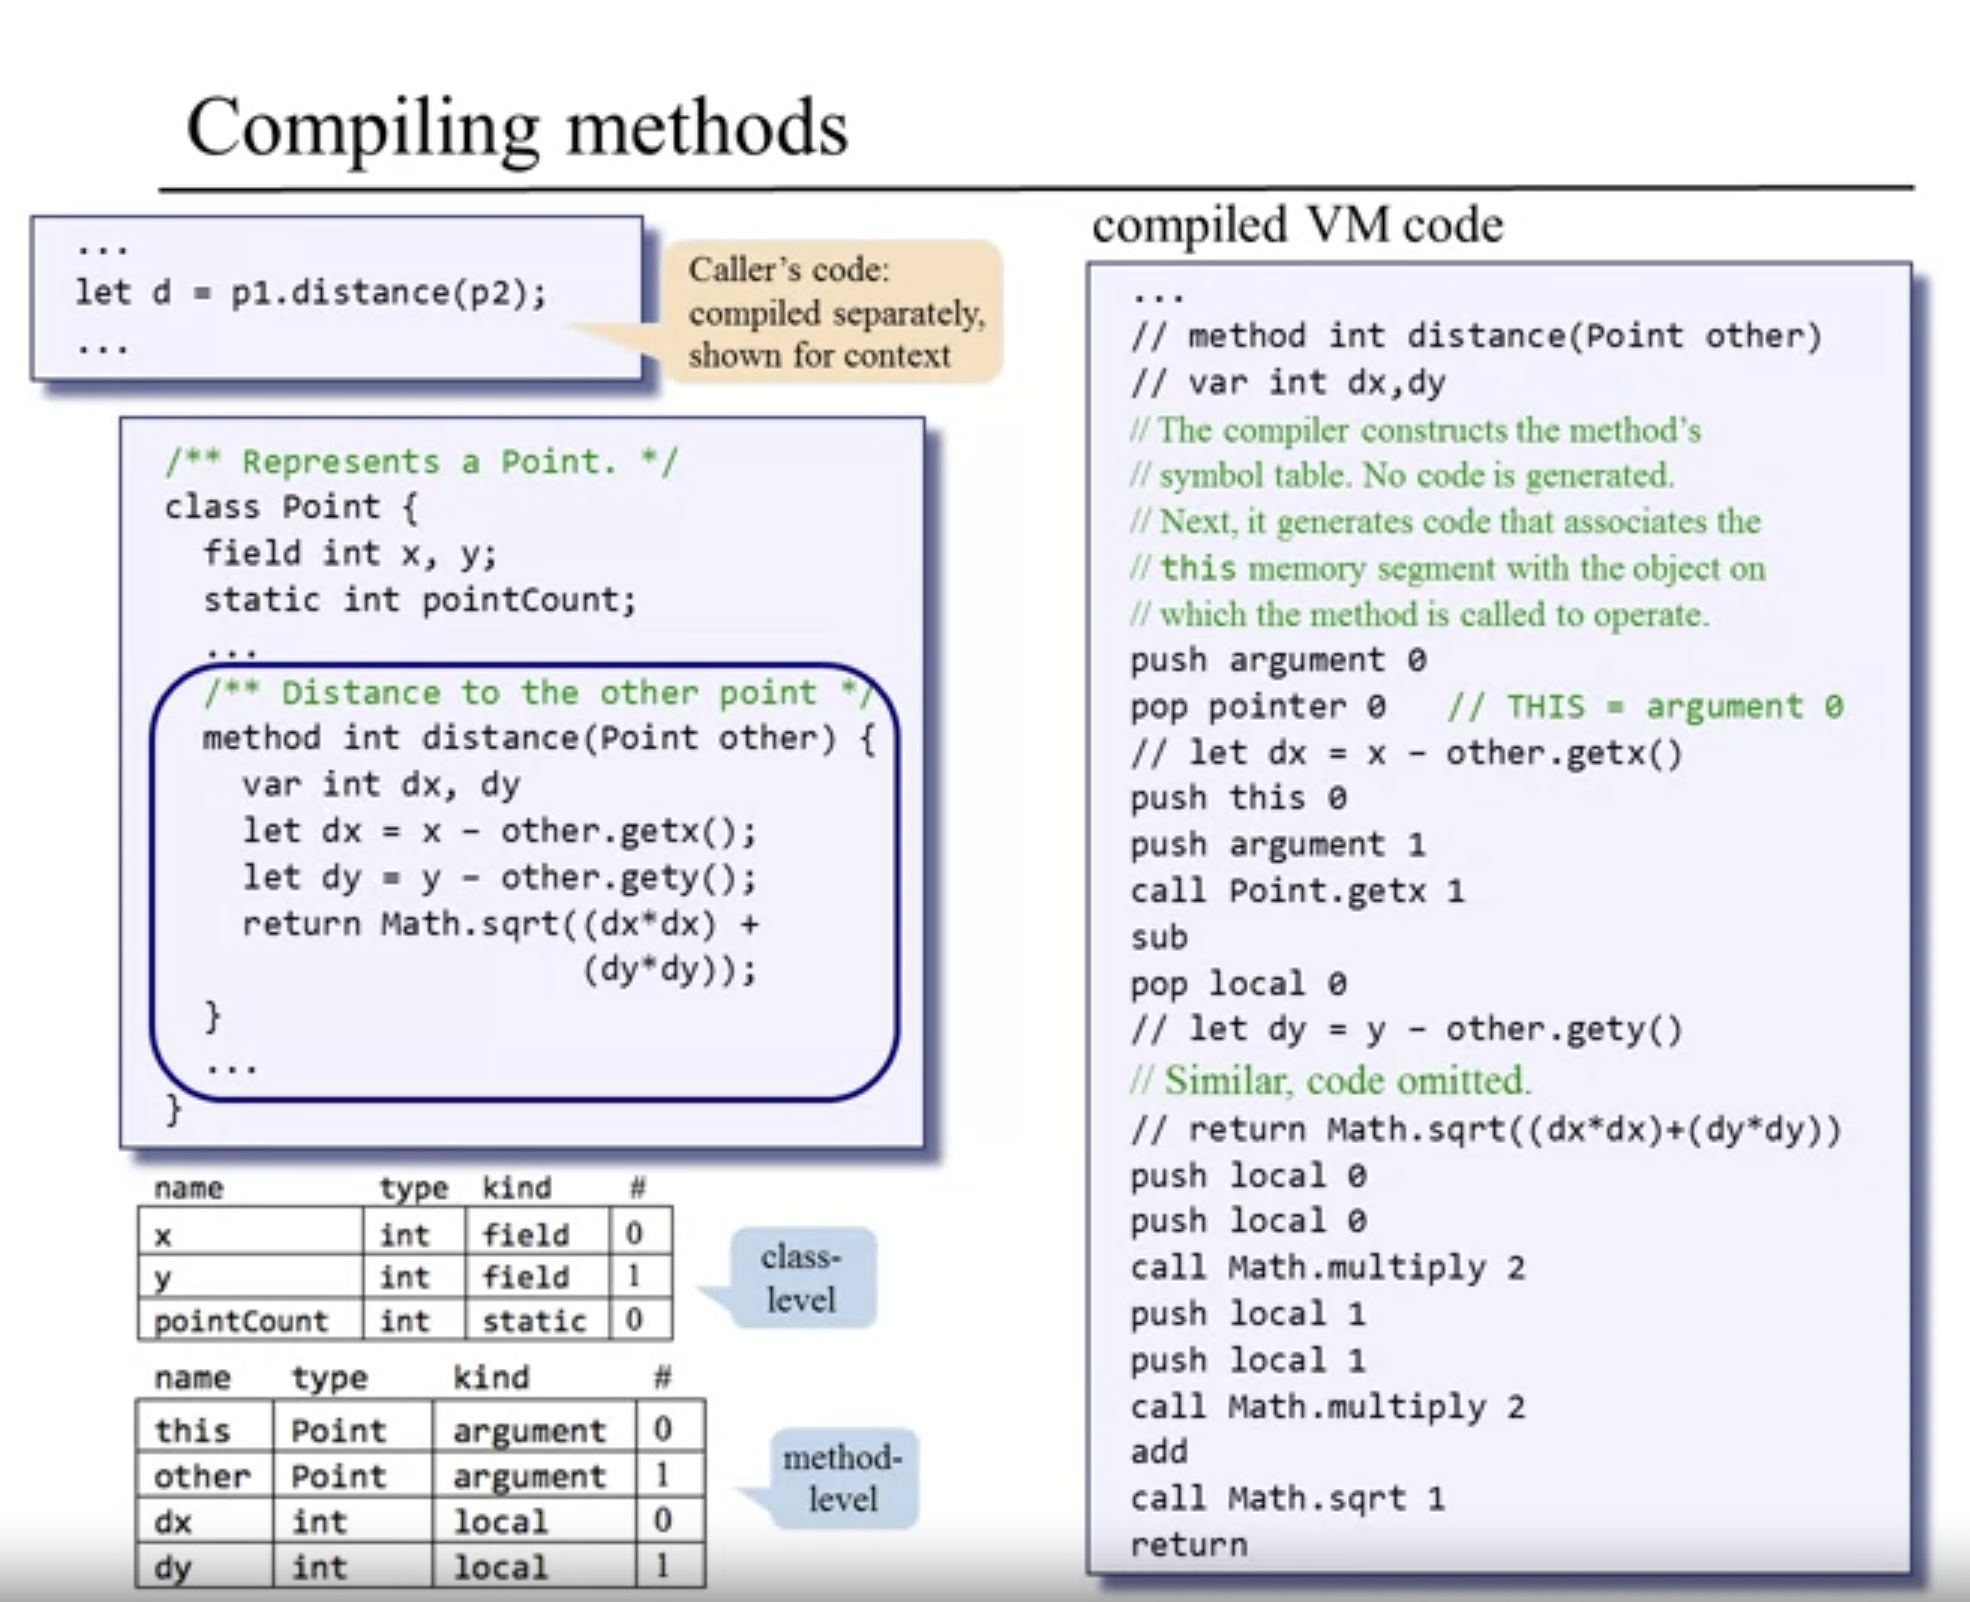 Compiling methods
...
let d = p1.distance(p2);
...
Caller's code:
compiled separately,
shown for context
/** Represents a Point. */
class Point {
field int x, y;
static int pointCount;
...
/** Distance to the other point */
method int distance(Point other) {
var int dx, dy
let dx = x - other.getx();
let dy = y - other.gety();
return Math.sqrt((dx*dx) +
(dy*dy));
}
...
}
name type kind #
x int field 0
y int field 1
pointCount int static 0
class-
level
name type kind #
this Point argument 0
other Point argument 1
dx int local 0
dy int local 1
method-
level
compiled VM code
...
// method int distance(Point other)
// var int dx,dy
// The compiler constructs the method's
// symbol table. No code is generated.
// Next, it generates code that associates the
// this memory segment with the object on
// which the method is called to operate.
push argument 0
pop pointer 0 // THIS = argument 0
// let dx = x – other.getx()
push this 0
push argument 1
call Point.getx 1
sub
pop local 0
// let dy = y – other.gety()
// Similar, code omitted.
// return Math.sqrt((dx*dx)+(dy*dy))
push local 0
push local 0
call Math.multiply 2
push local 1
push local 1
call Math.multiply 2
add
call Math.sqrt 1
return